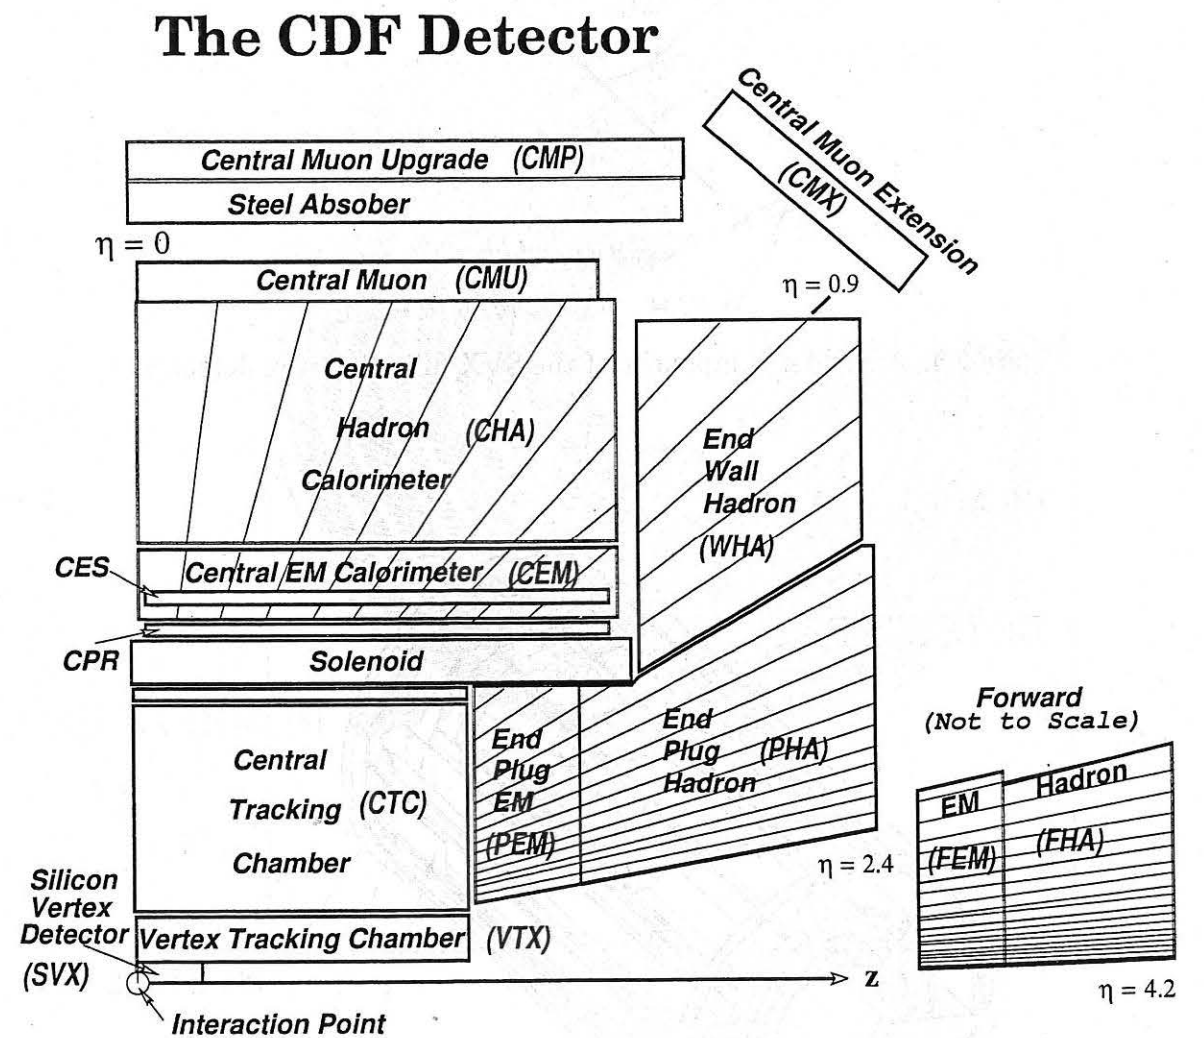 The CDF Detector
Central Muon Extension
(CMX)
Central Muon Upgrade (CMP)
Steel Absober
η = 0
Central Muon (CMU)
η = 0.9
Central
Hadron (CHA)
Calorimeter
End
Wall
Hadron
(WHA)
CES
Central EM Calorimeter (CEM)
CPR
Solenoid
Central
Tracking (CTC)
Chamber
End
Plug
EM
(PEM)
End
Plug (PHA)
Hadron
η = 2.4
Forward
(Not to Scale)
EM
(FEM)
Hadron
(FHA)
η = 4.2
Silicon
Vertex
Detector
(SVX)
Vertex Tracking Chamber (VTX)
z
Interaction Point